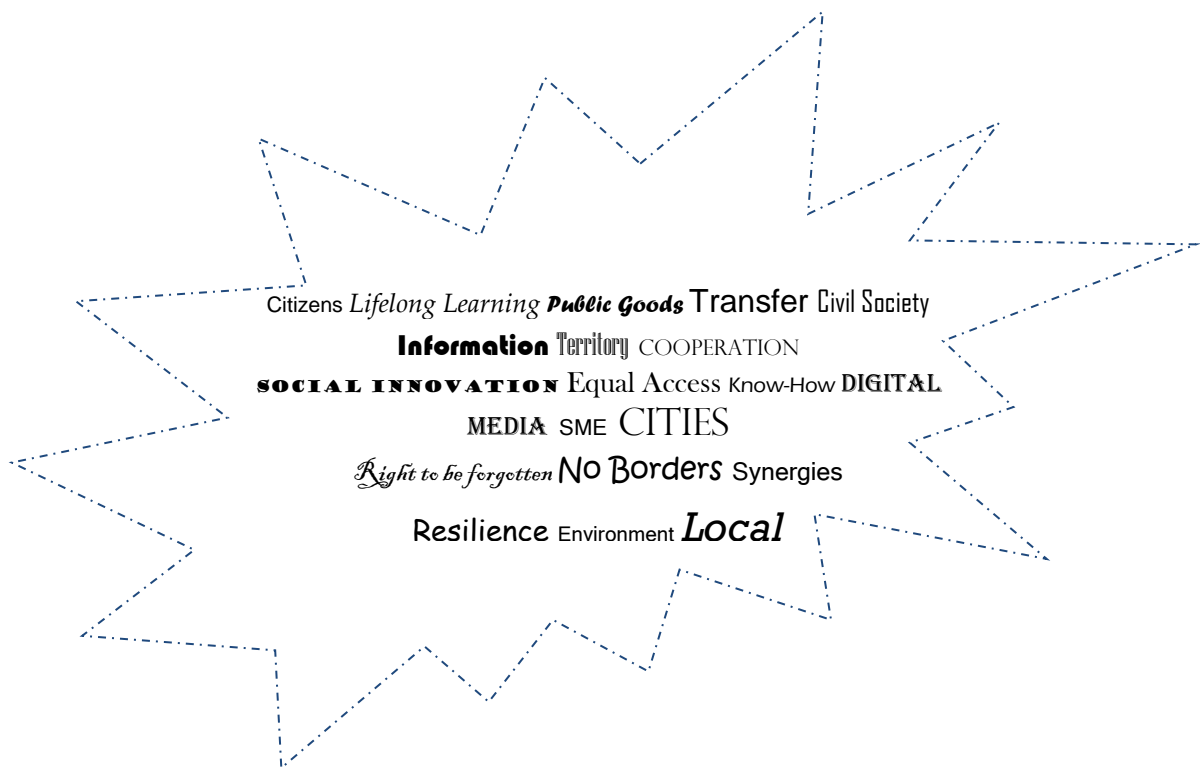 Citizens Lifelong Learning Public Goods Transfer Civil Society
Information Territory COOPERATION
SOCIAL INNOVATION Equal Access Know-How DIGITAL
MEDIA SME CITIES
Right to be forgotten No Borders Synergies
Resilience Environment Local